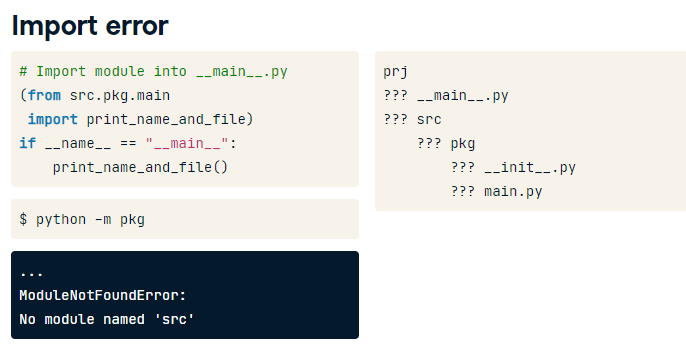 Import error
# Import module into __main__.py
(from src.pkg.main
import print_name_and_file)
if __name__ == "__main__":
print_name_and_file()
$ python -m pkg
...
ModuleNotFoundError:
No module named 'src'
prj
??? __main__.py
??? src
??? pkg
??? __init__.py
??? main.py